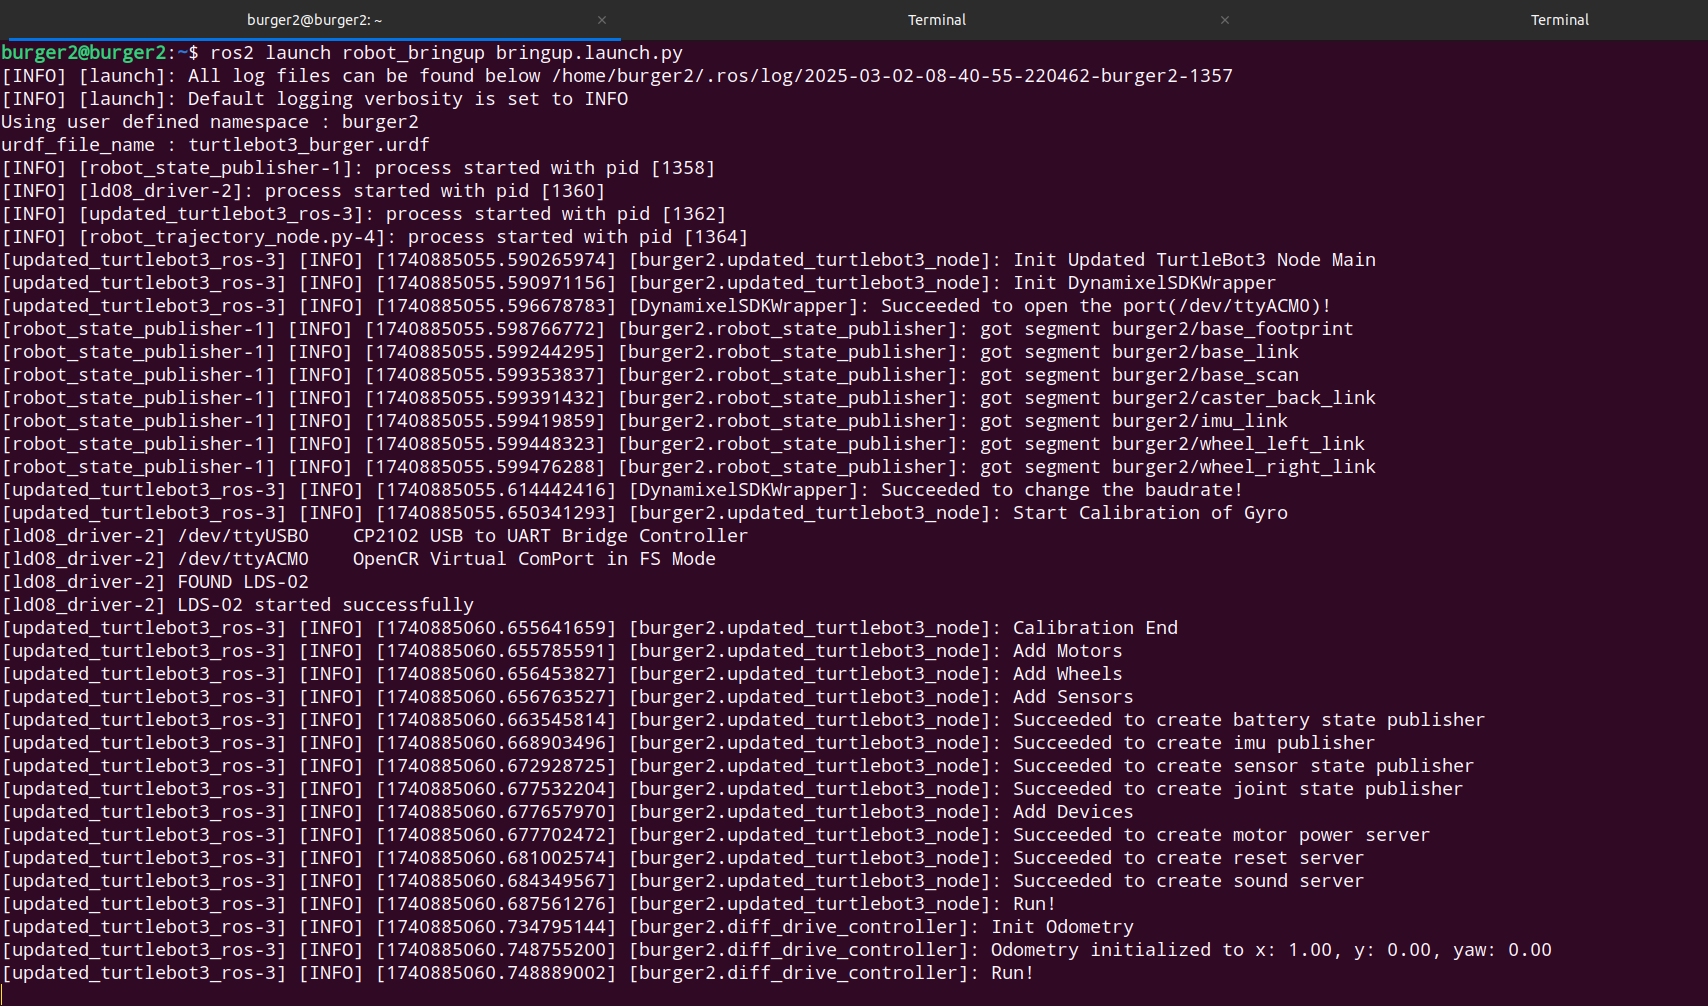 burger2@burger2: ~ × Terminal × Terminal
burger2@burger2:~$ ros2 launch robot_bringup bringup.launch.py
[INFO] [launch]: All log files can be found below /home/burger2/.ros/log/2025-03-02-08-40-55-220462-burger2-1357
[INFO] [launch]: Default logging verbosity is set to INFO
Using user defined namespace : burger2
urdf_file_name : turtlebot3_burger.urdf
[INFO] [robot_state_publisher-1]: process started with pid [1358]
[INFO] [ld08_driver-2]: process started with pid [1360]
[INFO] [updated_turtlebot3_ros-3]: process started with pid [1362]
[INFO] [robot_trajectory_node.py-4]: process started with pid [1364]
[updated_turtlebot3_ros-3] [INFO] [1740885055.590265974] [burger2.updated_turtlebot3_node]: Init Updated TurtleBot3 Node Main
[updated_turtlebot3_ros-3] [INFO] [1740885055.590971156] [burger2.updated_turtlebot3_node]: Init DynamixelSDKWrapper
[updated_turtlebot3_ros-3] [INFO] [1740885055.596678783] [DynamixelSDKWrapper]: Succeeded to open the port(/dev/ttyACM0)!
[robot_state_publisher-1] [INFO] [1740885055.598766772] [burger2.robot_state_publisher]: got segment burger2/base_footprint
[robot_state_publisher-1] [INFO] [1740885055.599244295] [burger2.robot_state_publisher]: got segment burger2/base_link
[robot_state_publisher-1] [INFO] [1740885055.599353837] [burger2.robot_state_publisher]: got segment burger2/base_scan
[robot_state_publisher-1] [INFO] [1740885055.599391432] [burger2.robot_state_publisher]: got segment burger2/caster_back_link
[robot_state_publisher-1] [INFO] [1740885055.599419859] [burger2.robot_state_publisher]: got segment burger2/imu_link
[robot_state_publisher-1] [INFO] [1740885055.599448323] [burger2.robot_state_publisher]: got segment burger2/wheel_left_link
[robot_state_publisher-1] [INFO] [1740885055.599476288] [burger2.robot_state_publisher]: got segment burger2/wheel_right_link
[updated_turtlebot3_ros-3] [INFO] [1740885055.614442416] [DynamixelSDKWrapper]: Succeeded to change the baudrate!
[updated_turtlebot3_ros-3] [INFO] [1740885055.650341293] [burger2.updated_turtlebot3_node]: Start Calibration of Gyro
[ld08_driver-2] /dev/ttyUSB0    CP2102 USB to UART Bridge Controller
[ld08_driver-2] /dev/ttyACM0    OpenCR Virtual ComPort in FS Mode
[ld08_driver-2] FOUND LDS-02
[ld08_driver-2] LDS-02 started successfully
[updated_turtlebot3_ros-3] [INFO] [1740885060.655641659] [burger2.updated_turtlebot3_node]: Calibration End
[updated_turtlebot3_ros-3] [INFO] [1740885060.655785591] [burger2.updated_turtlebot3_node]: Add Motors
[updated_turtlebot3_ros-3] [INFO] [1740885060.656453827] [burger2.updated_turtlebot3_node]: Add Wheels
[updated_turtlebot3_ros-3] [INFO] [1740885060.656763527] [burger2.updated_turtlebot3_node]: Add Sensors
[updated_turtlebot3_ros-3] [INFO] [1740885060.663545814] [burger2.updated_turtlebot3_node]: Succeeded to create battery state publisher
[updated_turtlebot3_ros-3] [INFO] [1740885060.668903496] [burger2.updated_turtlebot3_node]: Succeeded to create imu publisher
[updated_turtlebot3_ros-3] [INFO] [1740885060.672928725] [burger2.updated_turtlebot3_node]: Succeeded to create sensor state publisher
[updated_turtlebot3_ros-3] [INFO] [1740885060.677532204] [burger2.updated_turtlebot3_node]: Succeeded to create joint state publisher
[updated_turtlebot3_ros-3] [INFO] [1740885060.677657970] [burger2.updated_turtlebot3_node]: Add Devices
[updated_turtlebot3_ros-3] [INFO] [1740885060.677702472] [burger2.updated_turtlebot3_node]: Succeeded to create motor power server
[updated_turtlebot3_ros-3] [INFO] [1740885060.681002574] [burger2.updated_turtlebot3_node]: Succeeded to create reset server
[updated_turtlebot3_ros-3] [INFO] [1740885060.684349567] [burger2.updated_turtlebot3_node]: Succeeded to create sound server
[updated_turtlebot3_ros-3] [INFO] [1740885060.687561276] [burger2.updated_turtlebot3_node]: Run!
[updated_turtlebot3_ros-3] [INFO] [1740885060.734795144] [burger2.diff_drive_controller]: Init Odometry
[updated_turtlebot3_ros-3] [INFO] [1740885060.748755200] [burger2.diff_drive_controller]: Odometry initialized to x: 1.00, y: 0.00, yaw: 0.00
[updated_turtlebot3_ros-3] [INFO] [1740885060.748889002] [burger2.diff_drive_controller]: Run!